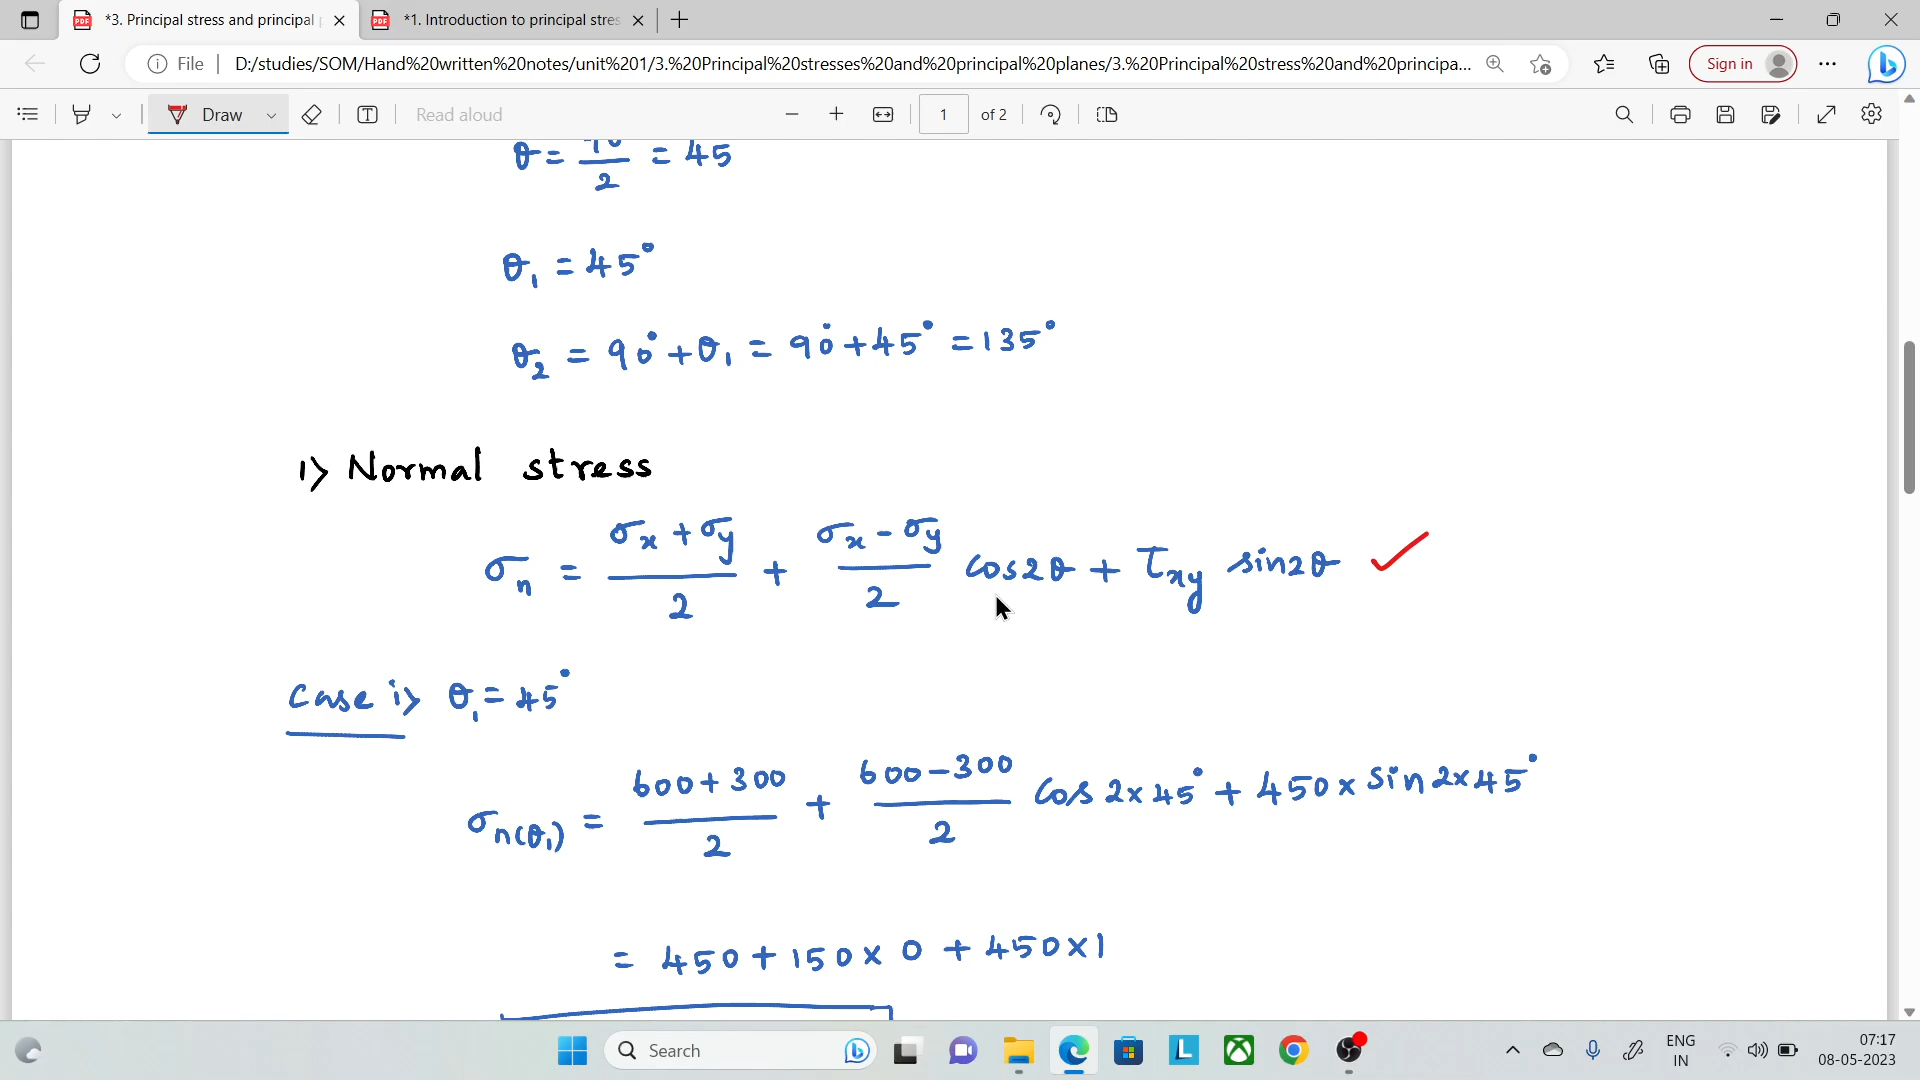 *3. Principal stress and principal p
*1. Introduction to principal stres
File
D:/studies/SOM/Hand%20written%20notes/unit%201/3.%20Principal%20stresses%20and%20principal%20planes/3.%20Principal%20stress%20and%20principa...
Sign in
Draw
Read aloud
1 of 2
θ = 90/2 = 45
θ₁ = 45°
θ₂ = 90° + θ₁ = 90° + 45° = 135°
1) Normal stress
σn = (σx + σy)/2 + (σx - σy)/2 cos2θ + τxy sin2θ ✓
Case i) θ₁ = 45°
σn(θ₁) = (600 + 300)/2 + (600 - 300)/2 cos 2 x 45° + 450 x sin 2 x 45°
= 450 + 150 x 0 + 450 x 1
Search
ENG
IN
07:17
08-05-2023